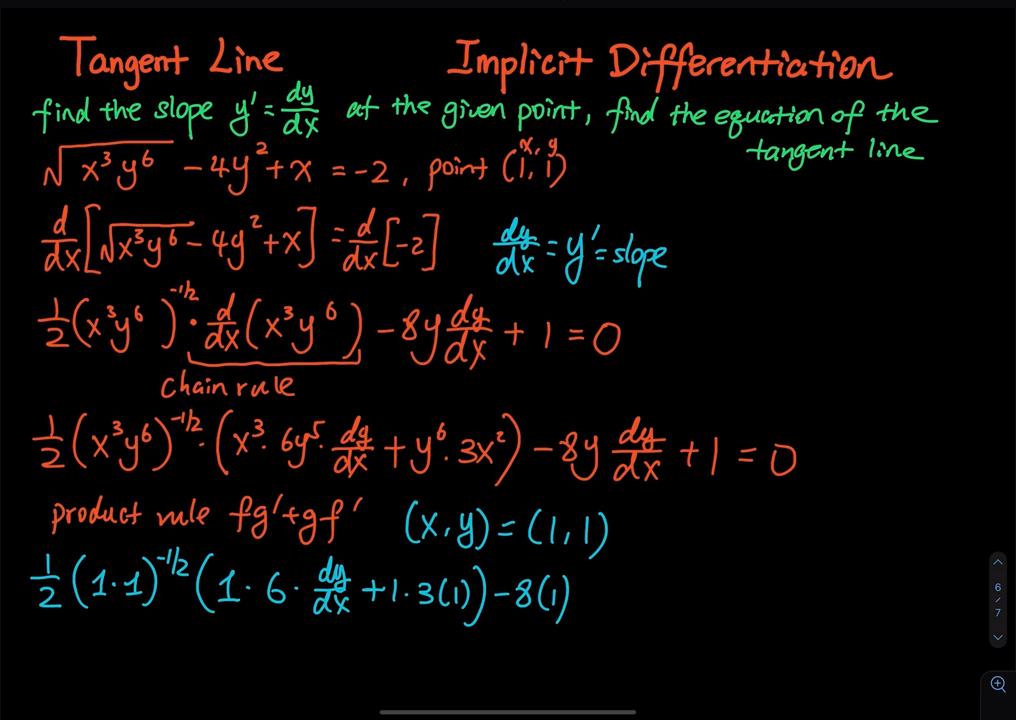 Tangent Line Implicit Differentiation
find the slope y' = dy/dx at the given point, find the equation of the
tangent line
√(x³y⁶) - 4y² + x = -2, point (1, 1)
x, y
d/dx [√(x³y⁶) - 4y² + x] = d/dx [-2] dy/dx = y' = slope
1/2 (x³y⁶)^(-1/2) · d/dx (x³y⁶) - 8y dy/dx + 1 = 0
chain rule
1/2 (x³y⁶)^(-1/2) · (x³ · 6y⁵ · dy/dx + y⁶ · 3x²) - 8y dy/dx + 1 = 0
product rule fg' + gf' (x, y) = (1, 1)
1/2 (1·1)^(-1/2) (1 · 6 · dy/dx + 1 · 3(1)) - 8(1)
6
/
7